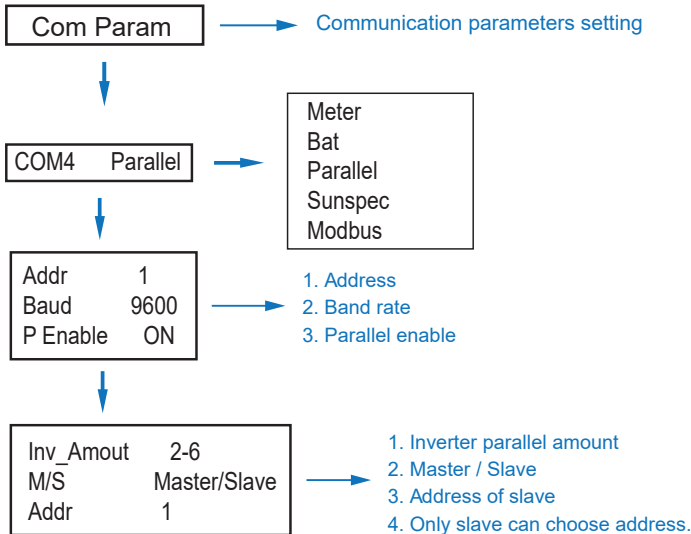 Com Param
Communication parameters setting
COM4 Parallel
Meter
Bat
Parallel
Sunspec
Modbus
Addr 1
Baud 9600
P Enable ON
1. Address
2. Band rate
3. Parallel enable
Inv_Amout 2-6
M/S Master/Slave
Addr 1
1. Inverter parallel amount
2. Master / Slave
3. Address of slave
4. Only slave can choose address.